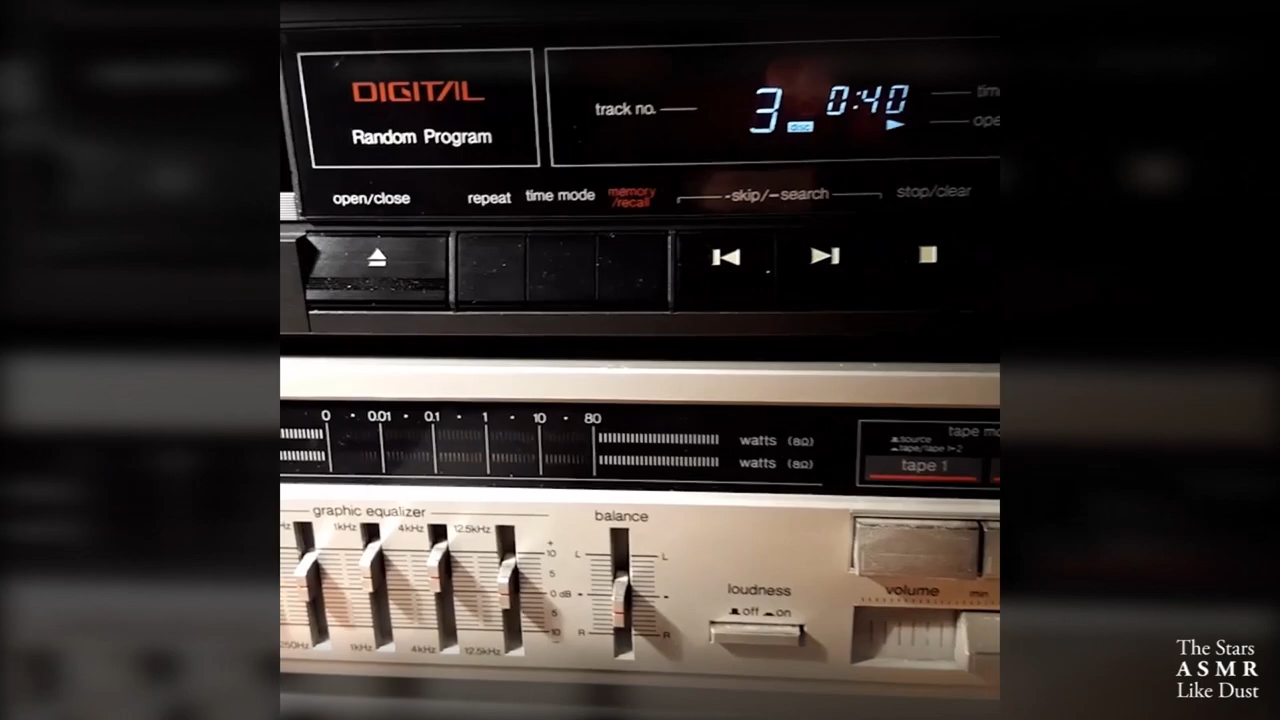 DIGITAL
Random Program
track no.
3 disc 0:40
open/close
repeat
time mode
memory
/recall
-skip/-search
stop/clear
0 · 0.01 · 0.1 · 1 · 10 · 80
watts (8Ω)
watts (8Ω)
source
tape/tape 1-2
tape 1
graphic equalizer
balance
1kHz 4kHz 12.5kHz
+
10
5
0 dB
5
10
L L
R R
250Hz 1kHz 4kHz 12.5kHz
loudness
off on
volume min
The Stars
ASMR
Like Dust